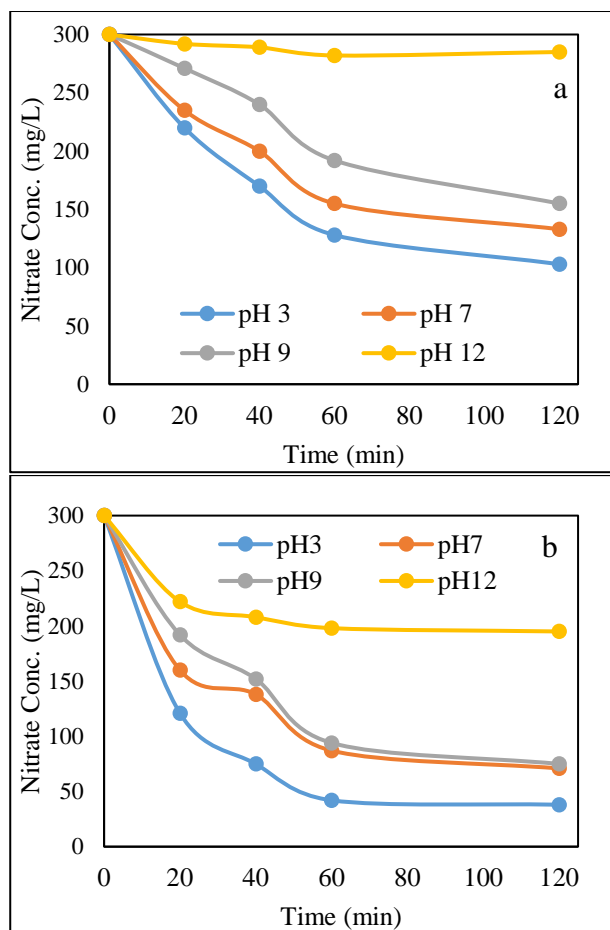 300
a
250
200
150
100
pH 3 pH 7
50
pH 9 pH 12
0
0 20 40 60 80 100 120
Time (min)
Nitrate Conc. (mg/L)
300
pH3 pH7 b
250
pH9 pH12
200
150
100
50
0
0 20 40 60 80 100 120
Time (min)
Nitrate Conc. (mg/L)